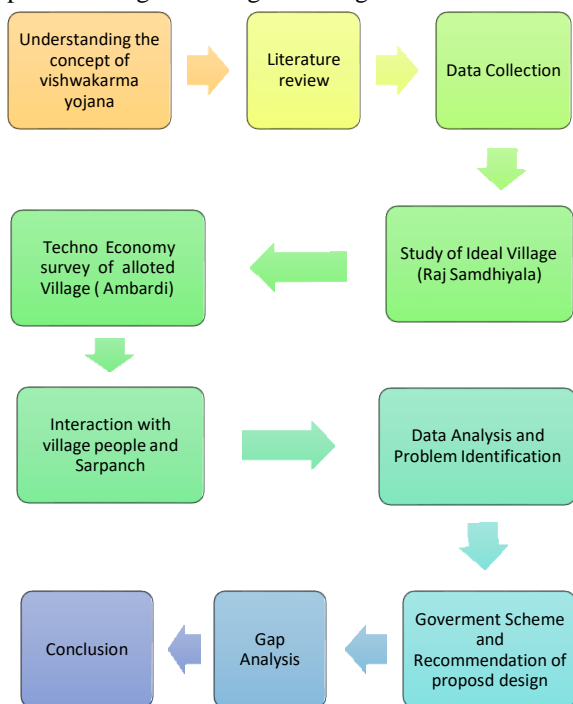 Understanding the
concept of
vishwakarma
yojana
Literature
review
Data Collection
Study of Ideal Village
(Raj Samdhiyala)
Techno Economy
survey of alloted
Village ( Ambardi)
Interaction with
village people and
Sarpanch
Data Analysis and
Problem Identification
Goverment Scheme
and
Recommendation of
proposd design
Gap
Analysis
Conclusion